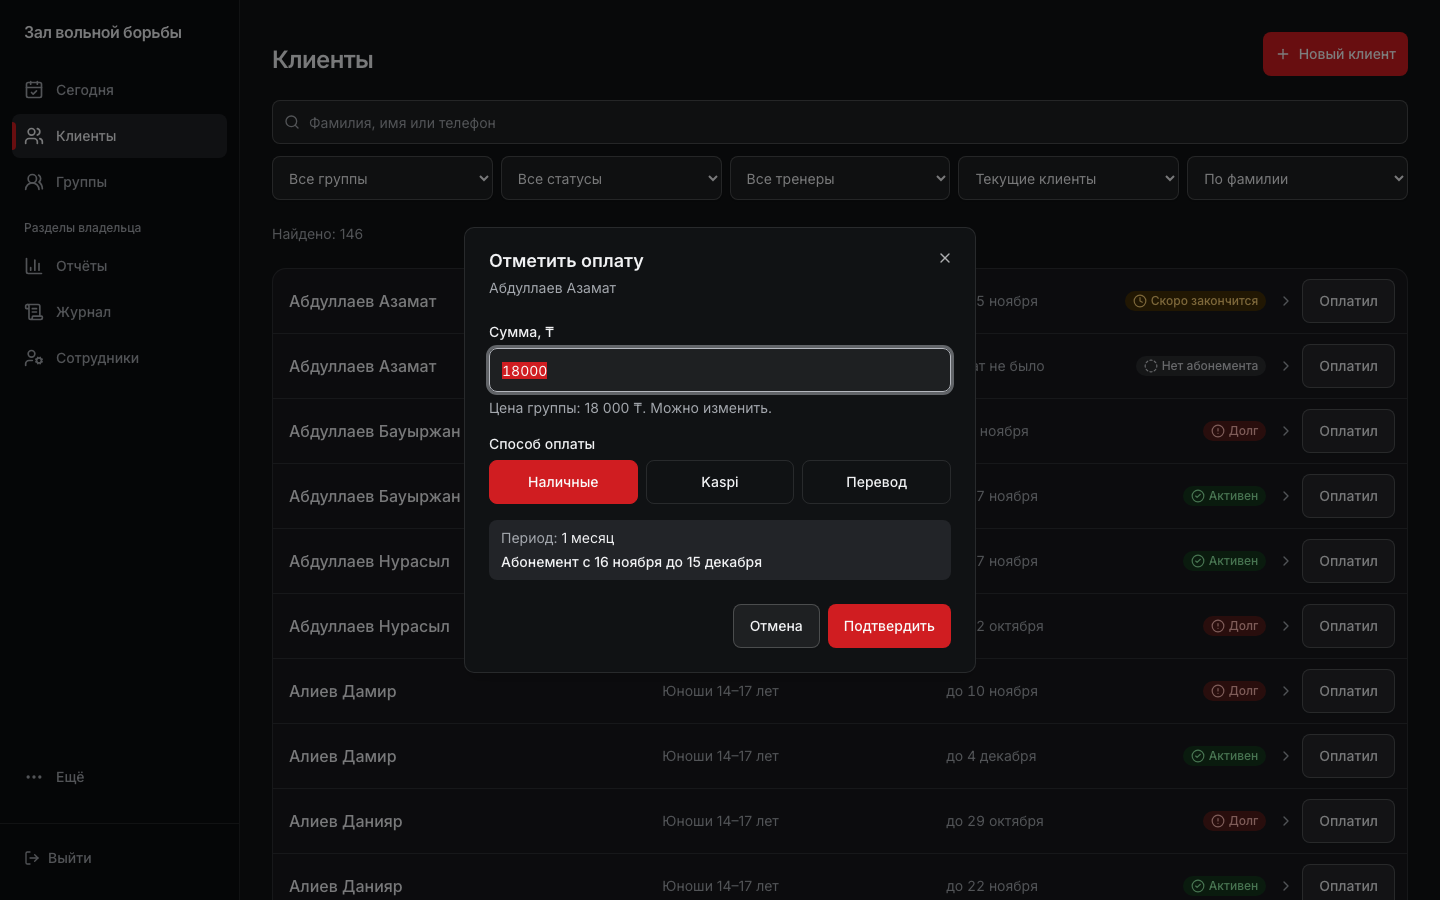 Зал вольной борьбы
Сегодня
Клиенты
Группы
Разделы владельца
Отчёты
Журнал
Сотрудники
Ещё
Выйти
Клиенты
Новый клиент
Фамилия, имя или телефон
Все группы
Все статусы
Все тренеры
Текущие клиенты
По фамилии
Найдено: 146
Отметить оплату
Абдуллаев Азамат
Сумма, ₸
18000
Цена группы: 18 000 ₸. Можно изменить.
Способ оплаты
Наличные
Kaspi
Перевод
Период: 1 месяц
Абонемент с 16 ноября до 15 декабря
Отмена
Подтвердить
Абдуллаев Азамат 5 ноября Скоро закончится Оплатил
Абдуллаев Азамат не было Нет абонемента Оплатил
Абдуллаев Бауыржан ноября Долг Оплатил
Абдуллаев Бауыржан 7 ноября Активен Оплатил
Абдуллаев Нурасыл 7 ноября Активен Оплатил
Абдуллаев Нурасыл 2 октября Долг Оплатил
Алиев Дамир Юноши 14–17 лет до 10 ноября Долг Оплатил
Алиев Дамир Юноши 14–17 лет до 4 декабря Активен Оплатил
Алиев Данияр Юноши 14–17 лет до 29 октября Долг Оплатил
Алиев Данияр Юноши 14–17 лет до 22 ноября Активен Оплатил